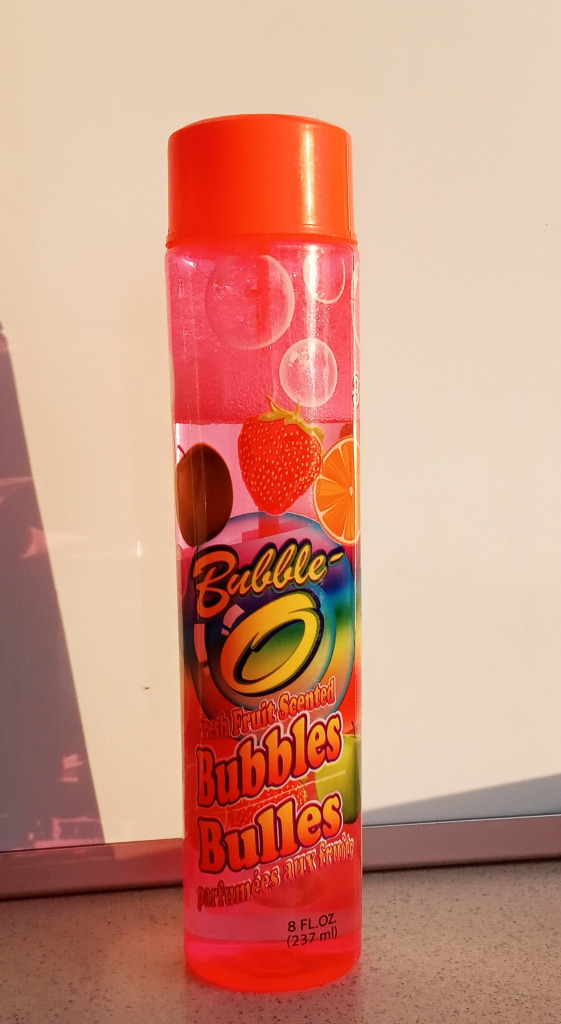 Bubble-
O
Fresh Fruit Scented
Bubbles
Bulles
parfumées aux fruits
8 FL.OZ.
(237 ml)